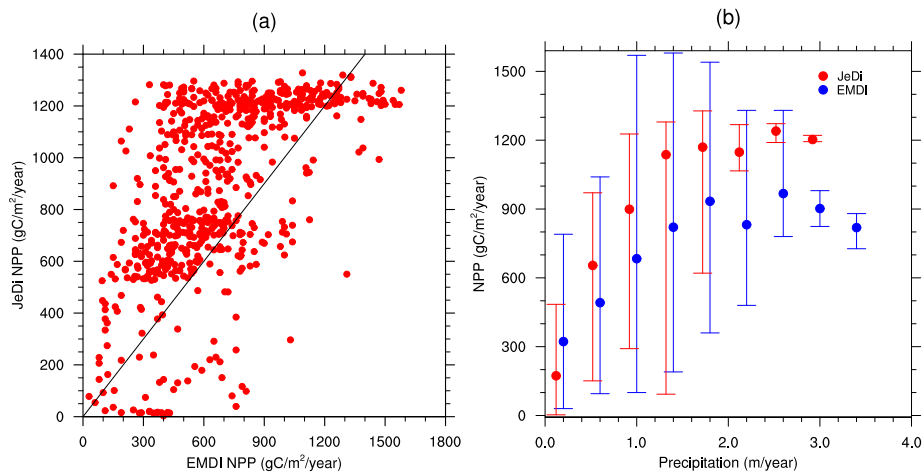 (a)
1400
1200
1000
800
600
400
200
0
JeDi NPP (gC/m²/year)
0 300 600 900 1200 1500 1800
EMDI NPP (gC/m²/year)
(b)
JeDi
EMDI
1500
1200
900
600
300
0
NPP (gC/m²/year)
0.0 1.0 2.0 3.0 4.0
Precipitation (m/year)